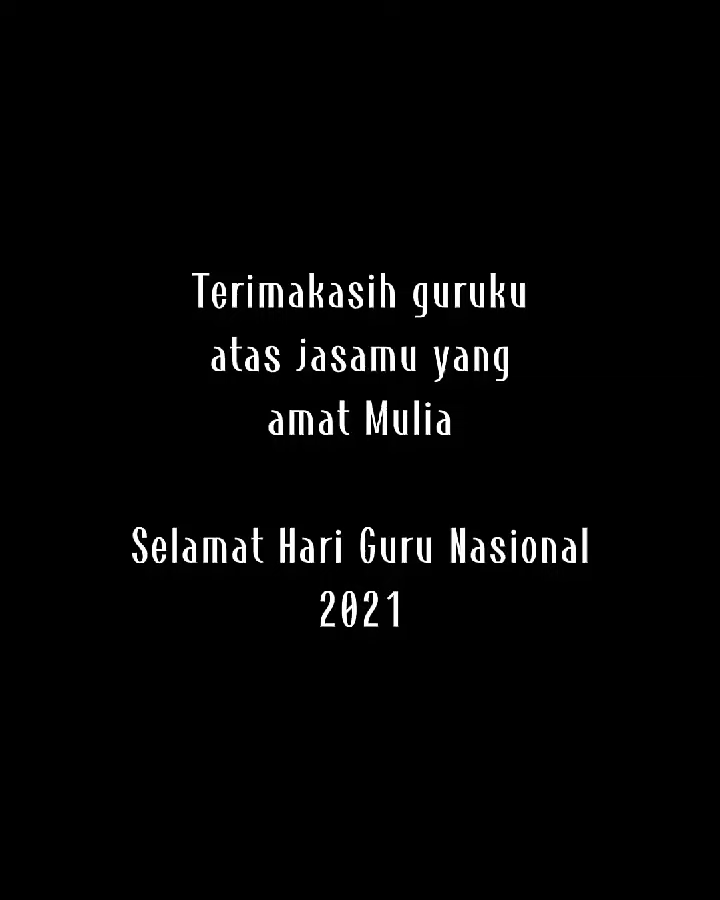 Terimakasih guruku
atas jasamu yang
amat Mulia
Selamat Hari Guru Nasional
2021